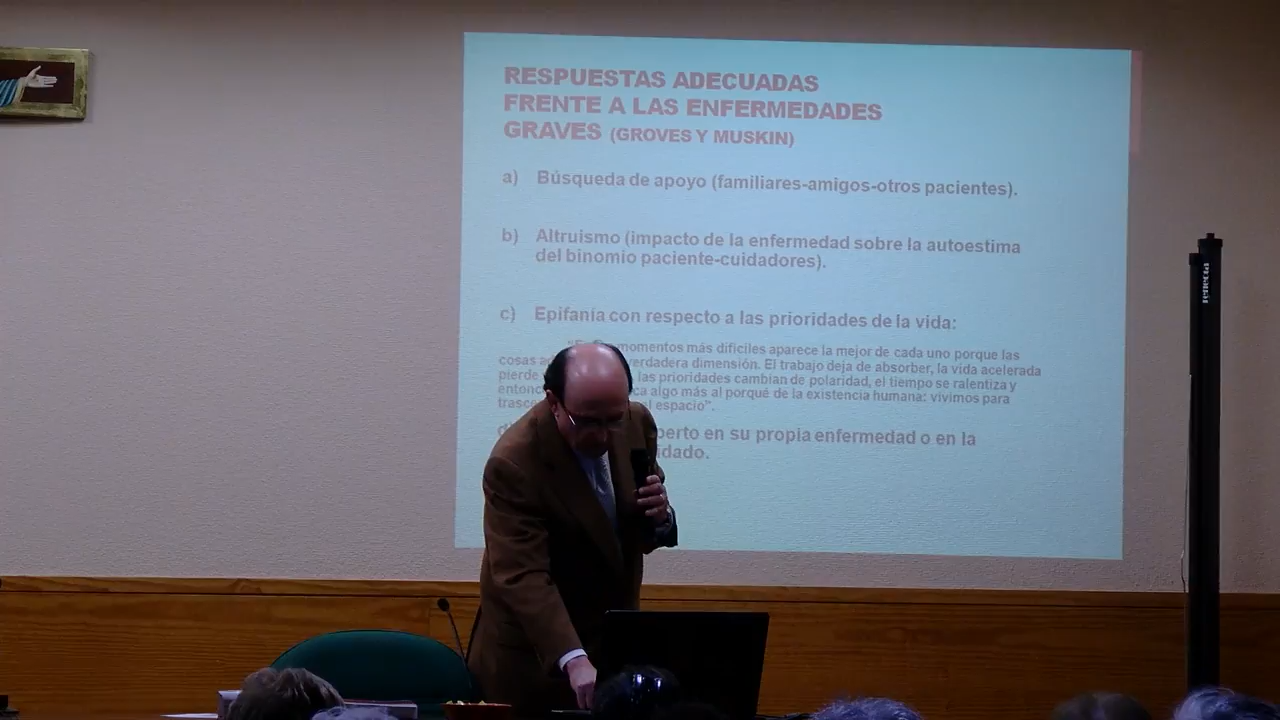 RESPUESTAS ADECUADAS
FRENTE A LAS ENFERMEDADES
GRAVES (GROVES Y MUSKIN)
a) Búsqueda de apoyo (familiares-amigos-otros pacientes).
b) Altruismo (impacto de la enfermedad sobre la autoestima
del binomio paciente-cuidadores).
c) Epifanía con respecto a las prioridades de la vida:
momentos más difíciles aparece la mejor de cada uno porque las
cosas verdadera dimensión. El trabajo deja de absorber, la vida acelerada
pierde las prioridades cambian de polaridad, el tiempo se ralentiza y
algo más al porqué de la existencia humana: vivimos para
espacio".
en su propia enfermedad o en la